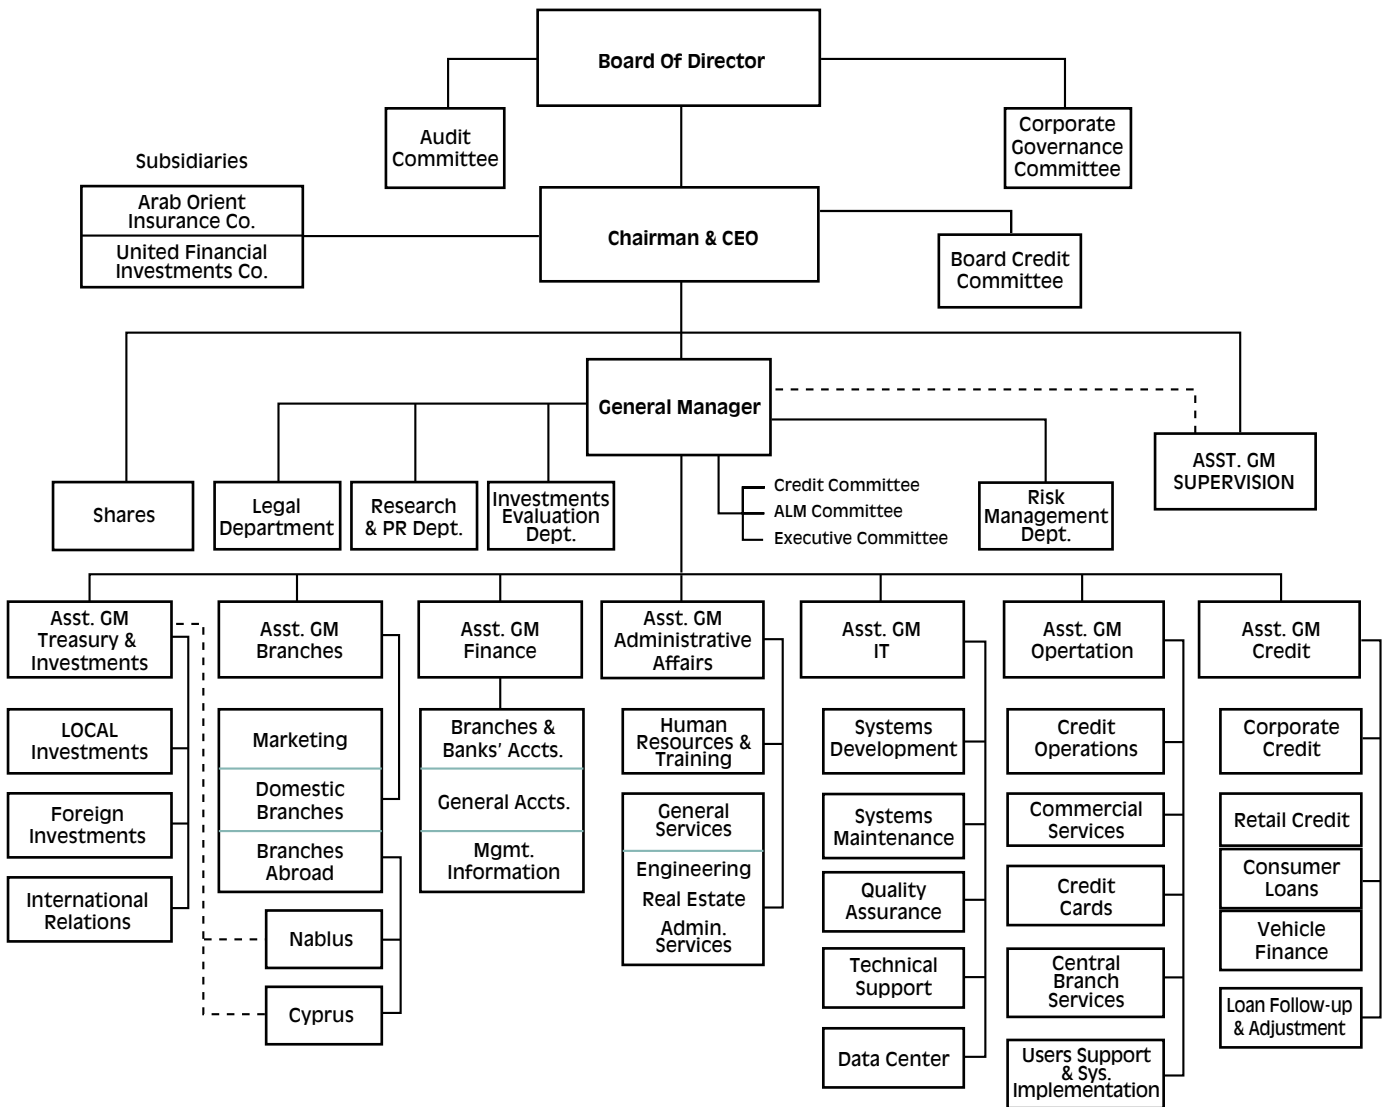 Board Of Director
Audit
Committee
Corporate
Governance
Committee
Subsidiaries
Arab Orient
Insurance Co.
United Financial
Investments Co.
Chairman & CEO
Board Credit
Committee
General Manager
ASST. GM
SUPERVISION
Shares
Legal
Department
Research
& PR Dept.
Investments
Evaluation
Dept.
Credit Committee
ALM Committee
Executive Committee
Risk
Management
Dept.
Asst. GM
Treasury &
Investments
LOCAL
Investments
Foreign
Investments
International
Relations
Asst. GM
Branches
Marketing
Domestic
Branches
Branches
Abroad
Nablus
Cyprus
Asst. GM
Finance
Branches &
Banks' Accts.
General Accts.
Mgmt.
Information
Asst. GM
Administrative
Affairs
Human
Resources &
Training
General
Services
Engineering
Real Estate
Admin.
Services
Asst. GM
IT
Systems
Development
Systems
Maintenance
Quality
Assurance
Technical
Support
Data Center
Asst. GM
Opertation
Credit
Operations
Commercial
Services
Credit
Cards
Central
Branch
Services
Users Support
& Sys.
Implementation
Asst. GM
Credit
Corporate
Credit
Retail Credit
Consumer
Loans
Vehicle
Finance
Loan Follow-up
& Adjustment